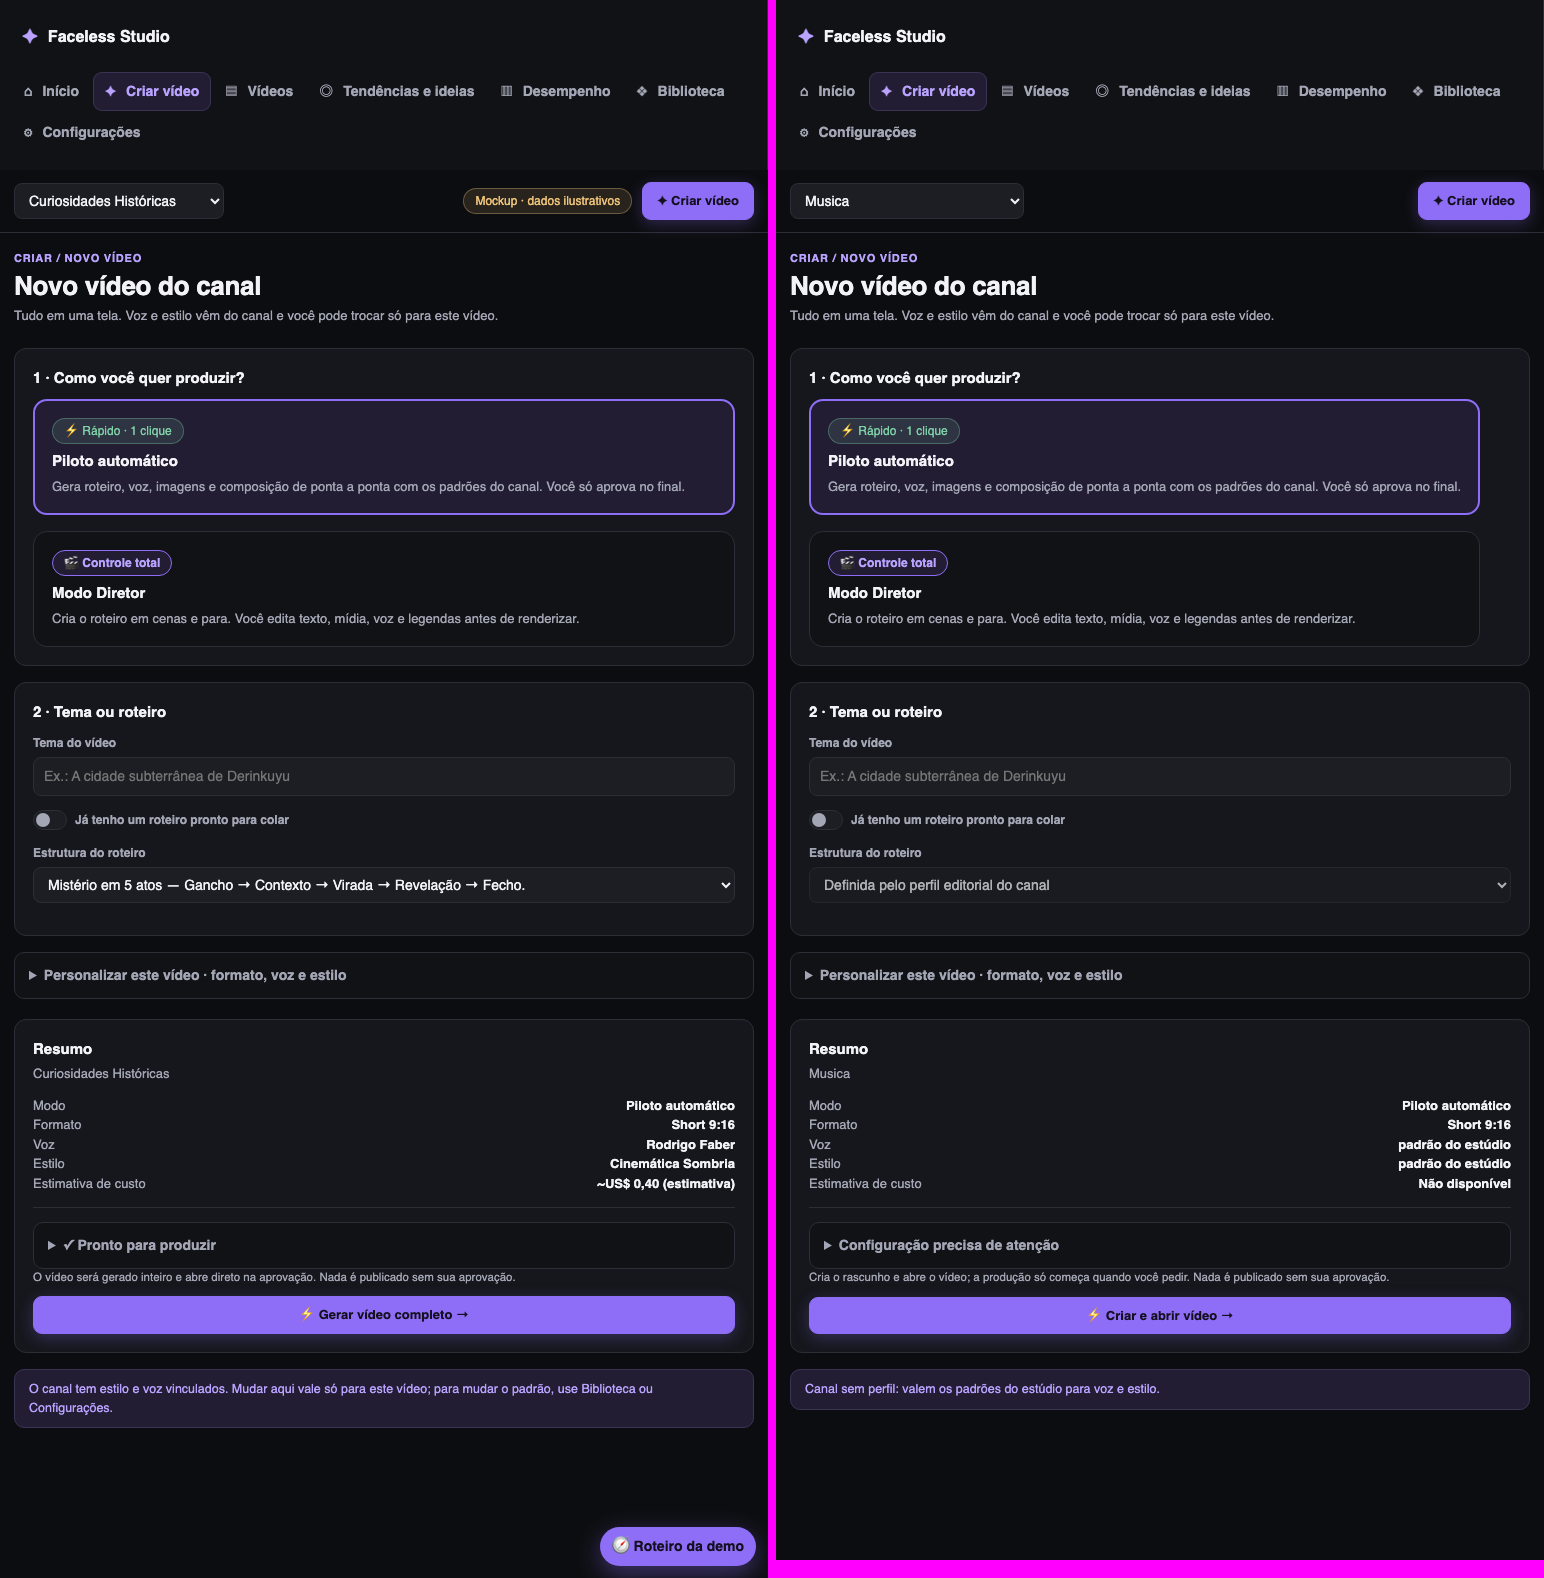 Faceless Studio
Início
Criar vídeo
Vídeos
Tendências e ideias
Desempenho
Biblioteca
Configurações
Curiosidades Históricas
Mockup · dados ilustrativos
✦ Criar vídeo
CRIAR / NOVO VÍDEO
Novo vídeo do canal
Tudo em uma tela. Voz e estilo vêm do canal e você pode trocar só para este vídeo.
1 · Como você quer produzir?
⚡ Rápido · 1 clique
Piloto automático
Gera roteiro, voz, imagens e composição de ponta a ponta com os padrões do canal. Você só aprova no final.
🎬 Controle total
Modo Diretor
Cria o roteiro em cenas e para. Você edita texto, mídia, voz e legendas antes de renderizar.
2 · Tema ou roteiro
Tema do vídeo
Ex.: A cidade subterrânea de Derinkuyu
Já tenho um roteiro pronto para colar
Estrutura do roteiro
Mistério em 5 atos — Gancho → Contexto → Virada → Revelação → Fecho.
▶ Personalizar este vídeo · formato, voz e estilo
Resumo
Curiosidades Históricas
Modo Piloto automático
Formato Short 9:16
Voz Rodrigo Faber
Estilo Cinemática Sombria
Estimativa de custo ~US$ 0,40 (estimativa)
▶ ✓ Pronto para produzir
O vídeo será gerado inteiro e abre direto na aprovação. Nada é publicado sem sua aprovação.
⚡ Gerar vídeo completo →
O canal tem estilo e voz vinculados. Mudar aqui vale só para este vídeo; para mudar o padrão, use Biblioteca ou
Configurações.
🧭 Roteiro da demo
Faceless Studio
Início
Criar vídeo
Vídeos
Tendências e ideias
Desempenho
Biblioteca
Configurações
Musica
✦ Criar vídeo
CRIAR / NOVO VÍDEO
Novo vídeo do canal
Tudo em uma tela. Voz e estilo vêm do canal e você pode trocar só para este vídeo.
1 · Como você quer produzir?
⚡ Rápido · 1 clique
Piloto automático
Gera roteiro, voz, imagens e composição de ponta a ponta com os padrões do canal. Você só aprova no final.
🎬 Controle total
Modo Diretor
Cria o roteiro em cenas e para. Você edita texto, mídia, voz e legendas antes de renderizar.
2 · Tema ou roteiro
Tema do vídeo
Ex.: A cidade subterrânea de Derinkuyu
Já tenho um roteiro pronto para colar
Estrutura do roteiro
Definida pelo perfil editorial do canal
▶ Personalizar este vídeo · formato, voz e estilo
Resumo
Musica
Modo Piloto automático
Formato Short 9:16
Voz padrão do estúdio
Estilo padrão do estúdio
Estimativa de custo Não disponível
▶ Configuração precisa de atenção
Cria o rascunho e abre o vídeo; a produção só começa quando você pedir. Nada é publicado sem sua aprovação.
⚡ Criar e abrir vídeo →
Canal sem perfil: valem os padrões do estúdio para voz e estilo.